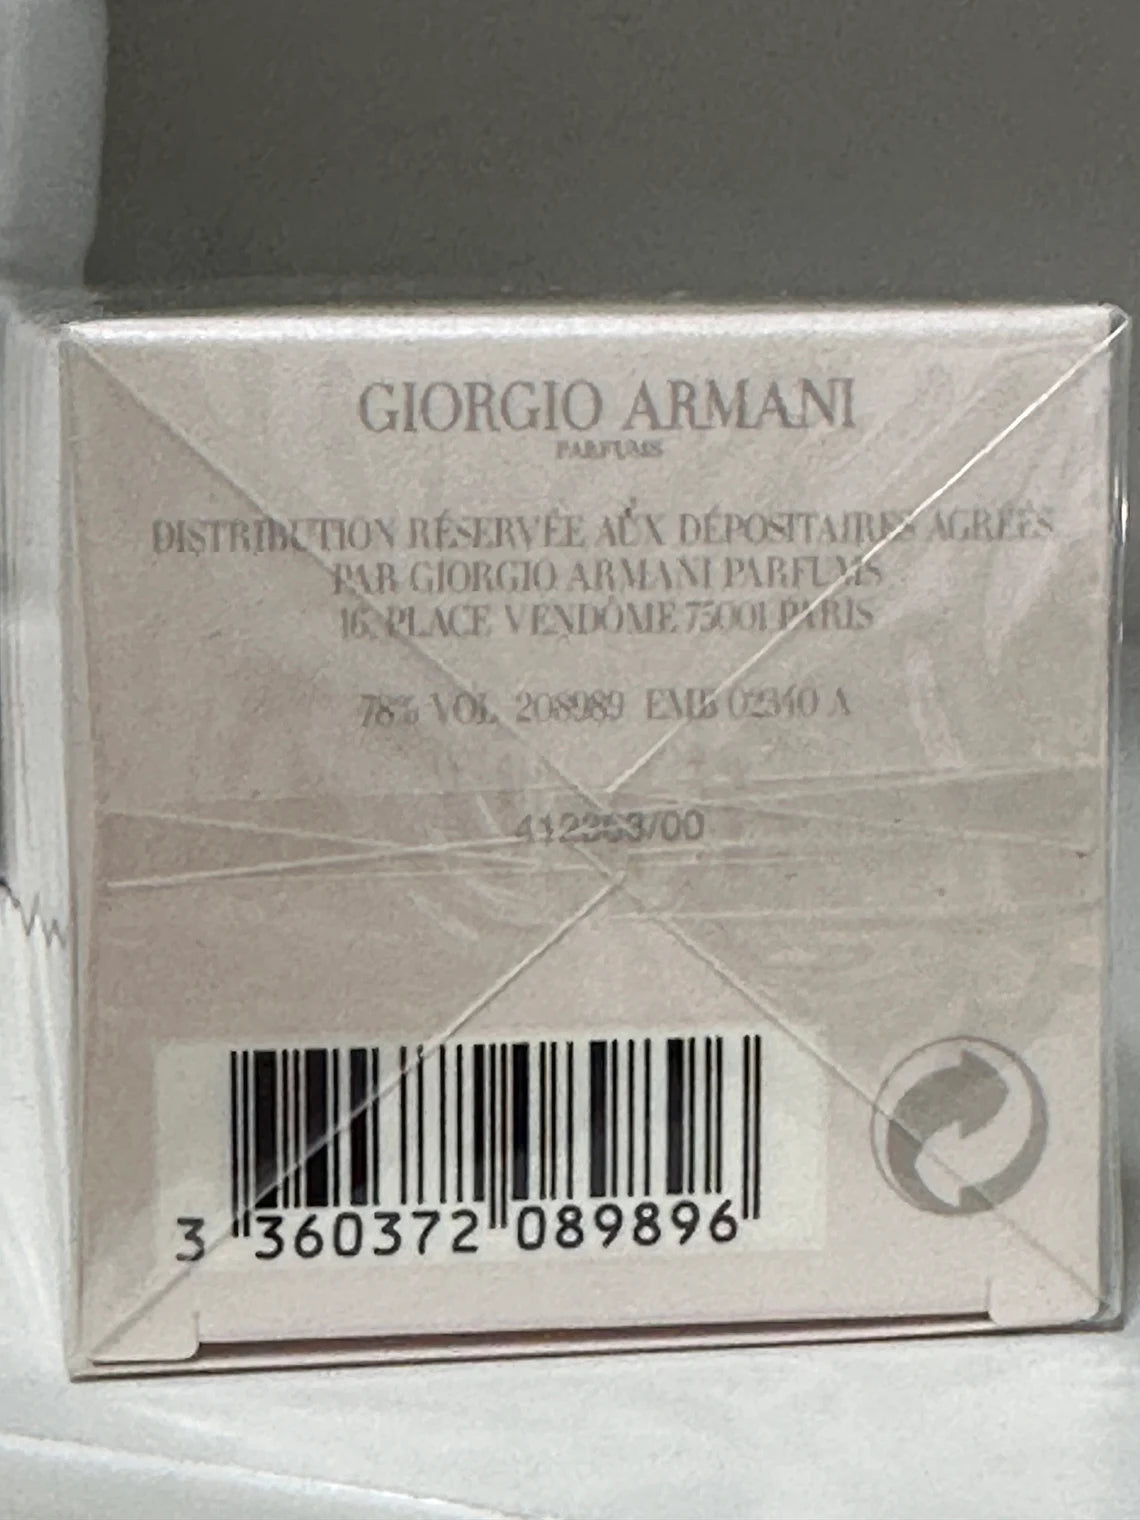 GIORGIO ARMANI
PARFUMS
DISTRIBUTION RÉSERVÉE AUX DÉPOSITAIRES AGRÉÉS
PAR GIORGIO ARMANI PARFUMS
16, PLACE VENDÔME 75001 PARIS
78% VOL. 208989 EMB 02340 A
3 360372 089896